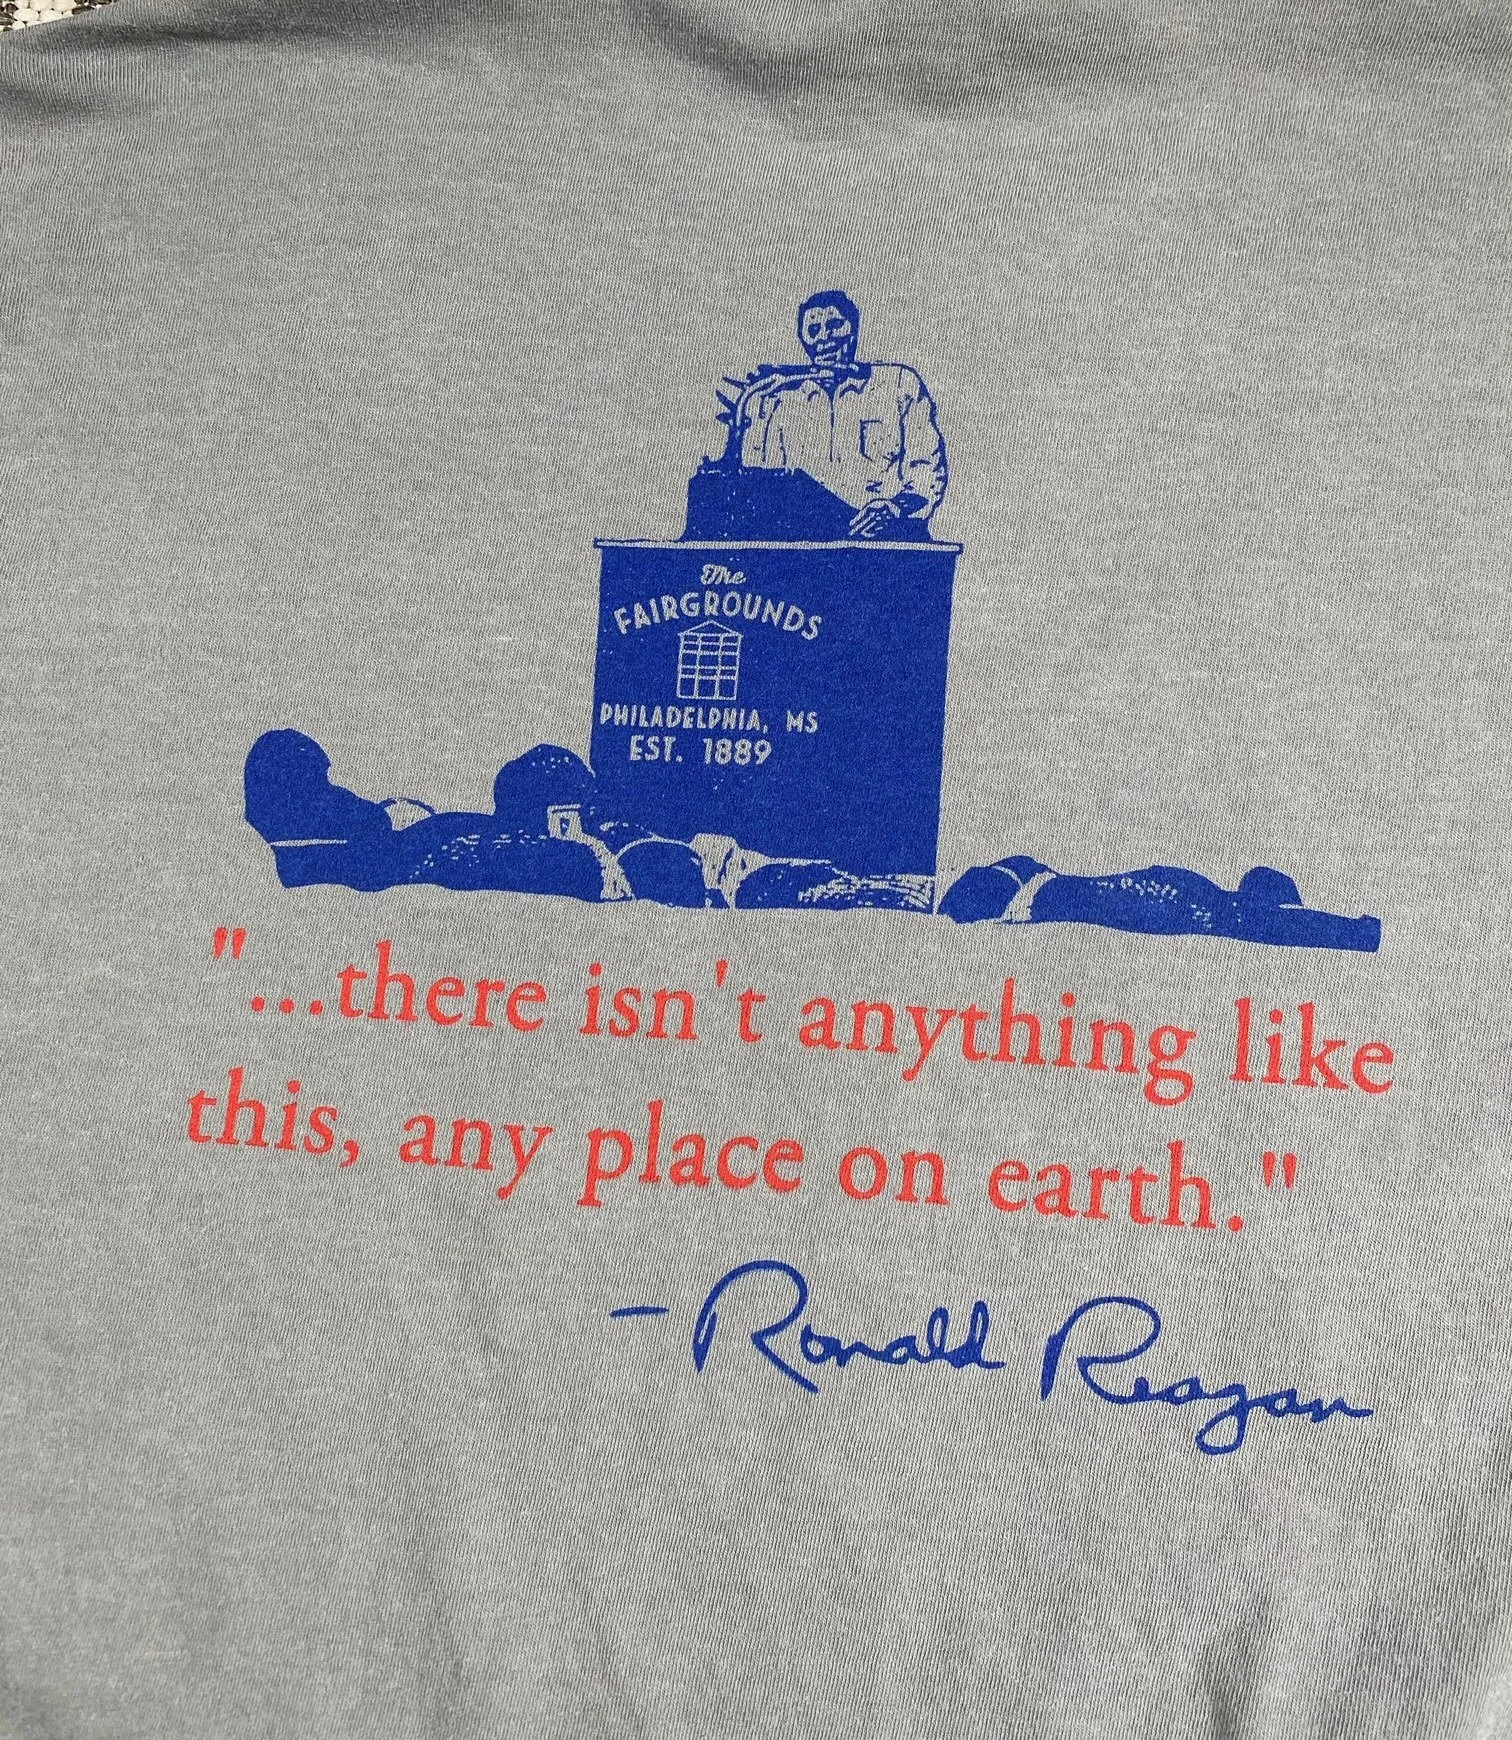 The
FAIRGROUNDS
PHILADELPHIA, MS
EST. 1889
"...there isn't anything like
this, any place on earth."
- Ronald Reagan